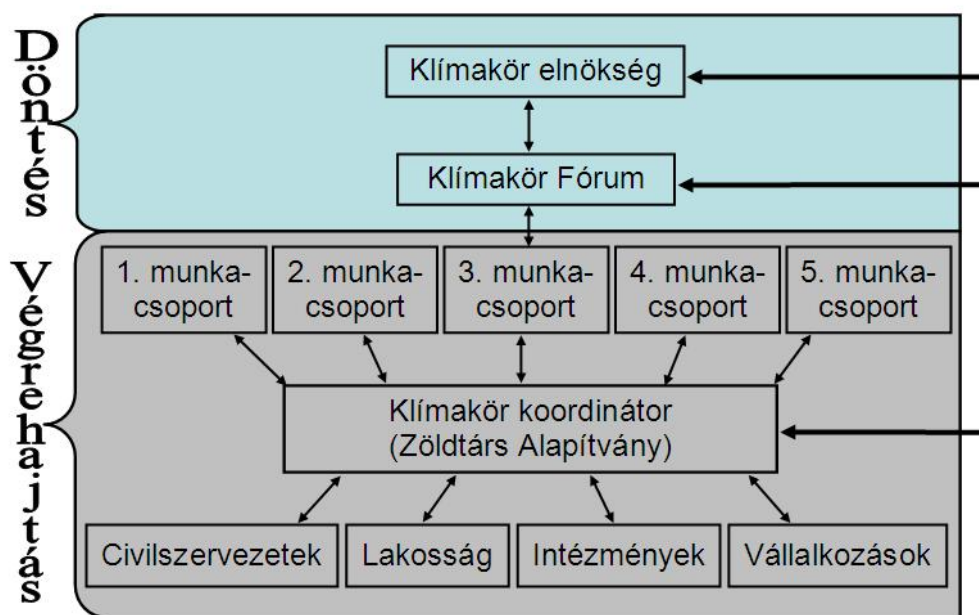 Döntés
Klímakör elnökség
Klímakör Fórum
Végrehajtás
1. munka-
csoport
2. munka-
csoport
3. munka-
csoport
4. munka-
csoport
5. munka-
csoport
Klímakör koordinátor
(Zöldtárs Alapítvány)
Civilszervezetek
Lakosság
Intézmények
Vállalkozások